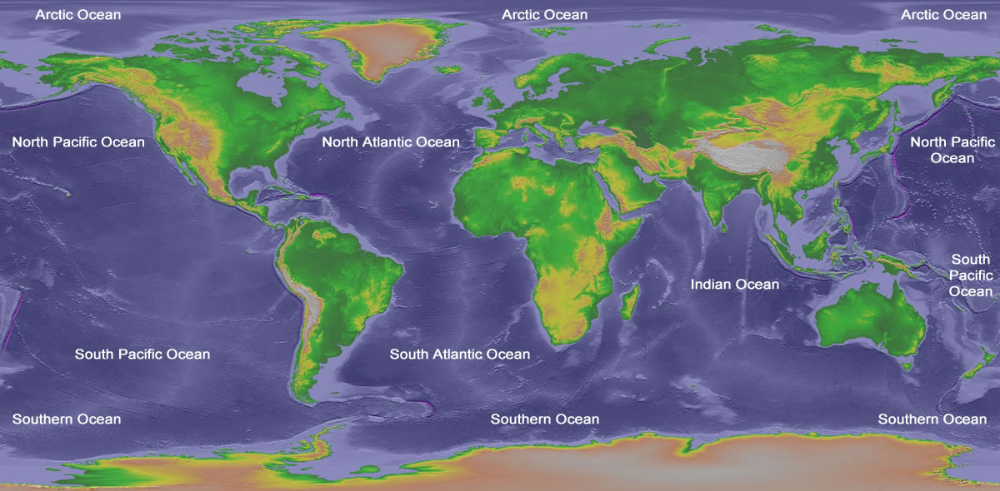 Arctic Ocean
Arctic Ocean
Arctic Ocean
North Pacific Ocean
North Atlantic Ocean
North Pacific
Ocean
South
Pacific
Ocean
Indian Ocean
South Pacific Ocean
South Atlantic Ocean
Southern Ocean
Southern Ocean
Southern Ocean